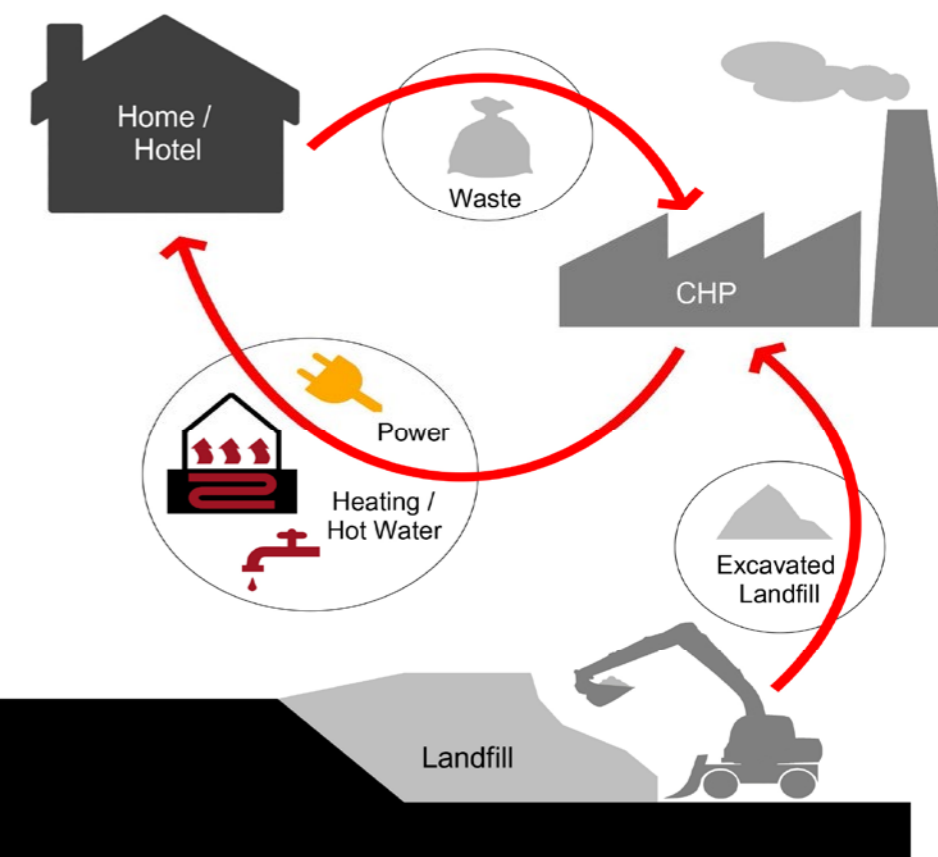 Home /
Hotel
Waste
CHP
Power
Heating /
Hot Water
Excavated
Landfill
Landfill